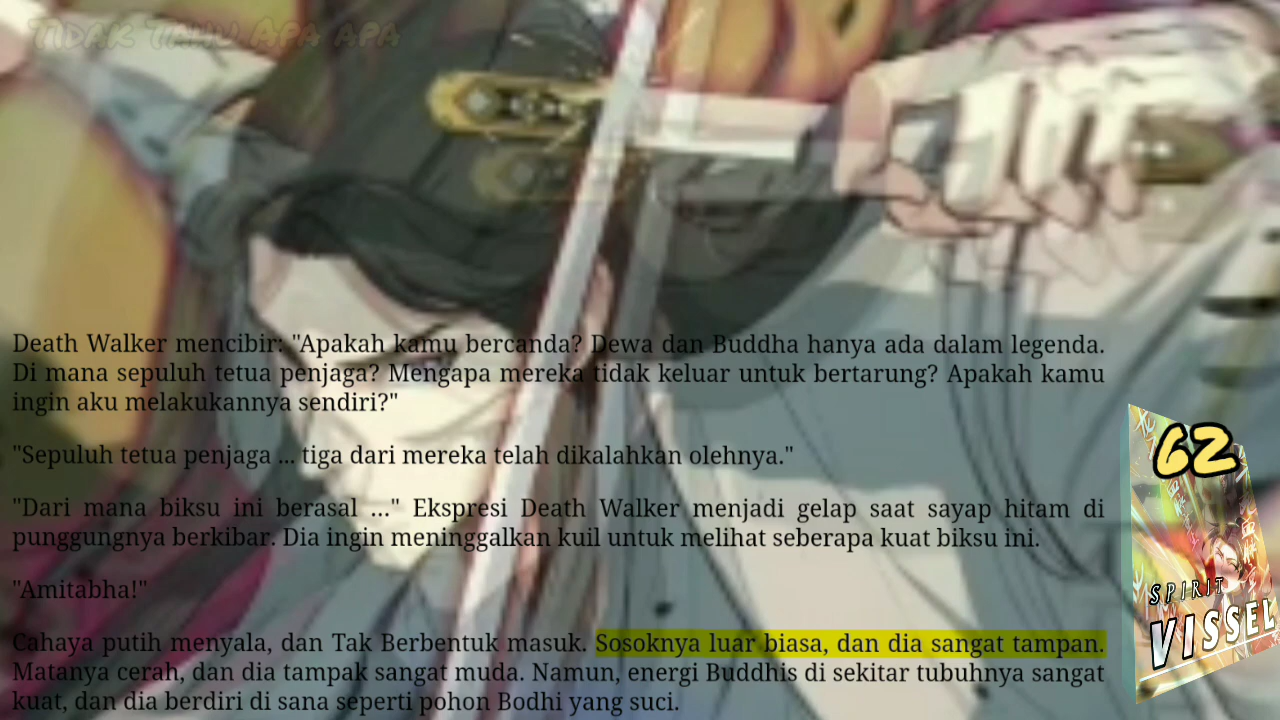 Tidak Tahu Apa apa
Death Walker mencibir: "Apakah kamu bercanda? Dewa dan Buddha hanya ada dalam legenda.
Di mana sepuluh tetua penjaga? Mengapa mereka tidak keluar untuk bertarung? Apakah kamu
ingin aku melakukannya sendiri?"
"Sepuluh tetua penjaga ... tiga dari mereka telah dikalahkan olehnya."
"Dari mana biksu ini berasal ..." Ekspresi Death Walker menjadi gelap saat sayap hitam di
punggungnya berkibar. Dia ingin meninggalkan kuil untuk melihat seberapa kuat biksu ini.
"Amitabha!"
Cahaya putih menyala, dan Tak Berbentuk masuk. Sosoknya luar biasa, dan dia sangat tampan.
Matanya cerah, dan dia tampak sangat muda. Namun, energi Buddhis di sekitar tubuhnya sangat
kuat, dan dia berdiri di sana seperti pohon Bodhi yang suci.
62
SPIRIT
VISSEL